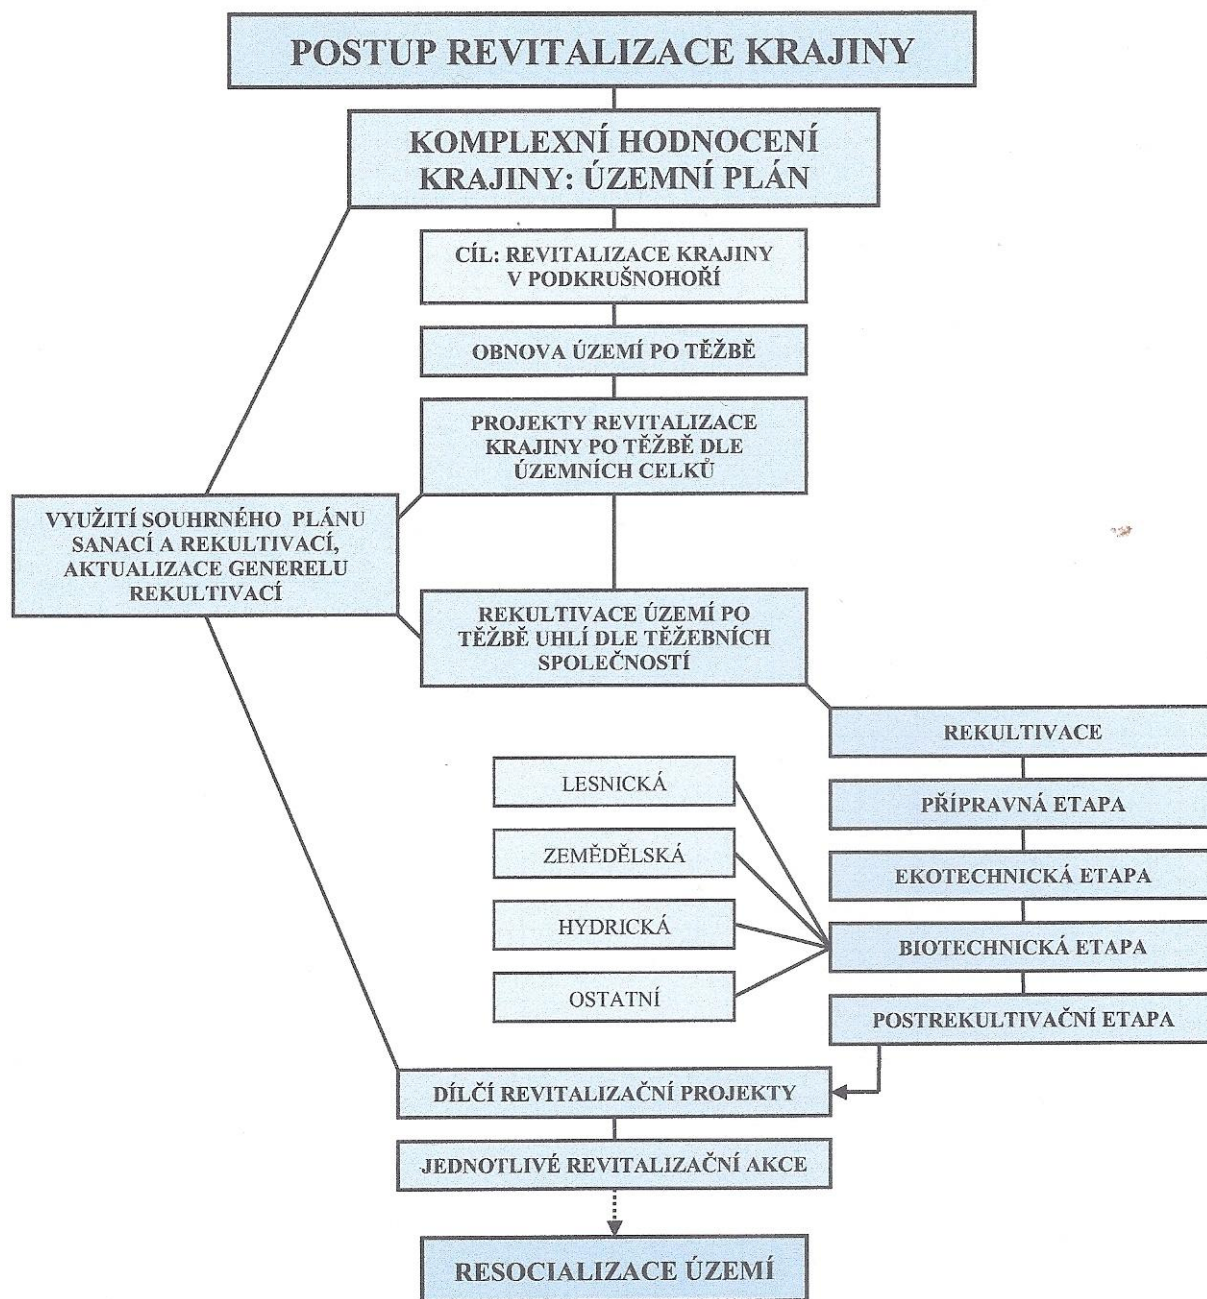 POSTUP REVITALIZACE KRAJINY
KOMPLEXNÍ HODNOCENÍ
KRAJINY: ÚZEMNÍ PLÁN
CÍL: REVITALIZACE KRAJINY
V PODKRUŠNOHOŘÍ
OBNOVA ÚZEMÍ PO TĚŽBĚ
PROJEKTY REVITALIZACE
KRAJINY PO TĚŽBĚ DLE
ÚZEMNÍCH CELKŮ
VYUŽITÍ SOUHRNÉHO PLÁNU
SANACÍ A REKULTIVACÍ,
AKTUALIZACE GENERELU
REKULTIVACÍ
REKULTIVACE ÚZEMÍ PO
TĚŽBĚ UHLÍ DLE TĚŽEBNÍCH
SPOLEČNOSTÍ
REKULTIVACE
PŘÍPRAVNÁ ETAPA
EKOTECHNICKÁ ETAPA
BIOTECHNICKÁ ETAPA
POSTREKULTIVAČNÍ ETAPA
LESNICKÁ
ZEMĚDĚLSKÁ
HYDRICKÁ
OSTATNÍ
DÍLČÍ REVITALIZAČNÍ PROJEKTY
JEDNOTLIVÉ REVITALIZAČNÍ AKCE
RESOCIALIZACE ÚZEMÍ